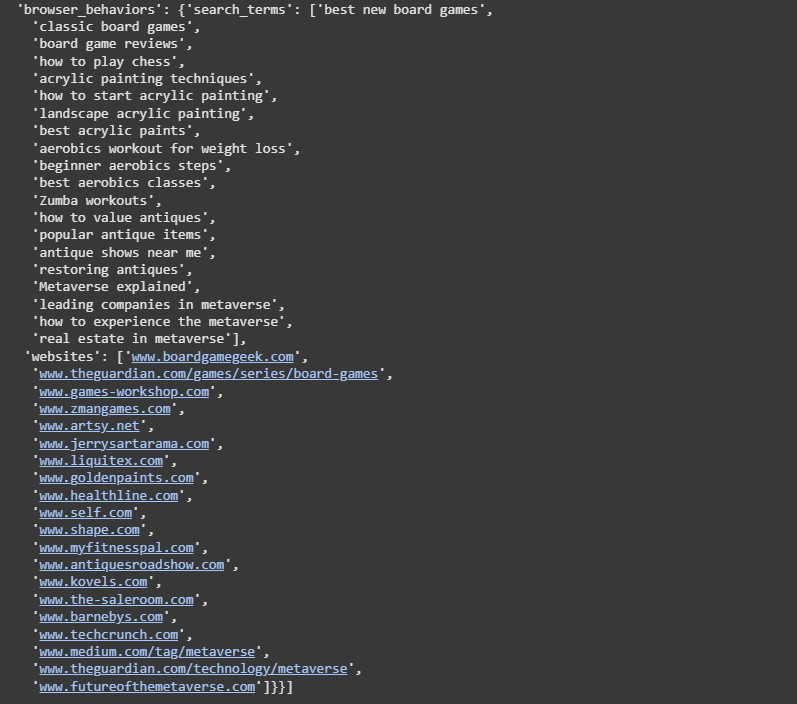 'browser_behaviors': {'search_terms': ['best new board games',
'classic board games',
'board game reviews',
'how to play chess',
'acrylic painting techniques',
'how to start acrylic painting',
'landscape acrylic painting',
'best acrylic paints',
'aerobics workout for weight loss',
'beginner aerobics steps',
'best aerobics classes',
'Zumba workouts',
'how to value antiques',
'popular antique items',
'antique shows near me',
'restoring antiques',
'Metaverse explained',
'leading companies in metaverse',
'how to experience the metaverse',
'real estate in metaverse'],
'websites': ['www.boardgamegeek.com',
'www.theguardian.com/games/series/board-games',
'www.games-workshop.com',
'www.zmangames.com',
'www.artsy.net',
'www.jerrysartarama.com',
'www.liquitex.com',
'www.goldenpaints.com',
'www.healthline.com',
'www.self.com',
'www.shape.com',
'www.myfitnesspal.com',
'www.antiquesroadshow.com',
'www.kovels.com',
'www.the-saleroom.com',
'www.barnebys.com',
'www.techcrunch.com',
'www.medium.com/tag/metaverse',
'www.theguardian.com/technology/metaverse',
'www.futureofthemetaverse.com']}}]